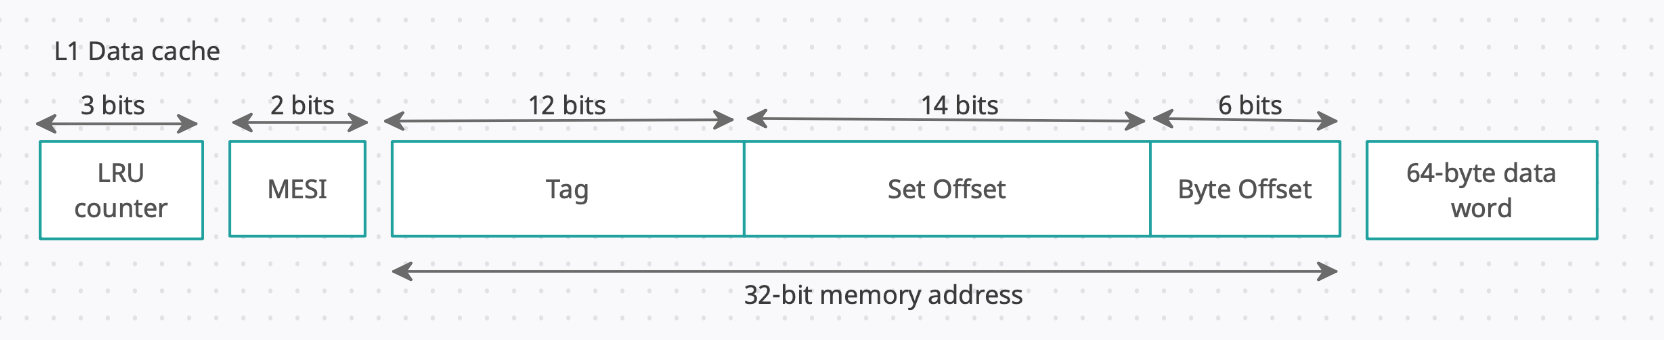 L1 Data cache
3 bits
2 bits
12 bits
14 bits
6 bits
LRU
counter
MESI
Tag
Set Offset
Byte Offset
64-byte data
word
32-bit memory address